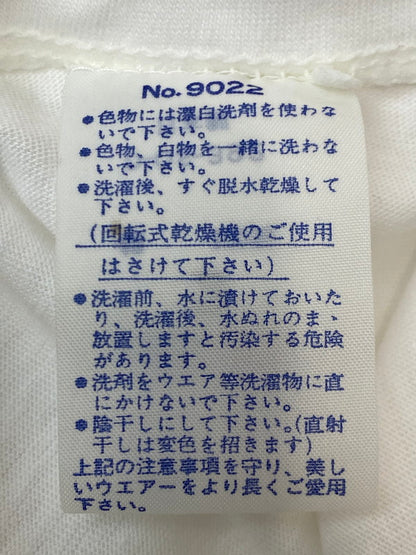 No.9022
●色物には漂白洗剤を使わな
いで下さい。
●色物、白物を一緒に洗わな
いで下さい。
●洗濯後、すぐ脱水乾燥して
下さい。
(回転式乾燥機のご使用
はさけて下さい)
●洗濯前、水に漬けておいた
り、洗濯後、水ぬれのまゝ
放置しますと汚染する危険
があります。
●洗剤をウエア等洗濯物に直
にかけないで下さい。
●陰干しにして下さい。(直射
干しは変色を招きます)
上記の注意事項を守り、美し
いウエアーをより長くご愛用
下さい。